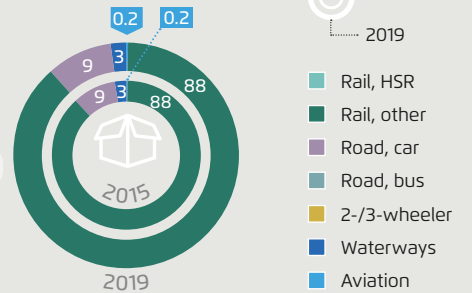 0.2 0.2
9 3 88
9 3 88
2015
2019
2019
Rail, HSR
Rail, other
Road, car
Road, bus
2-/3-wheeler
Waterways
Aviation